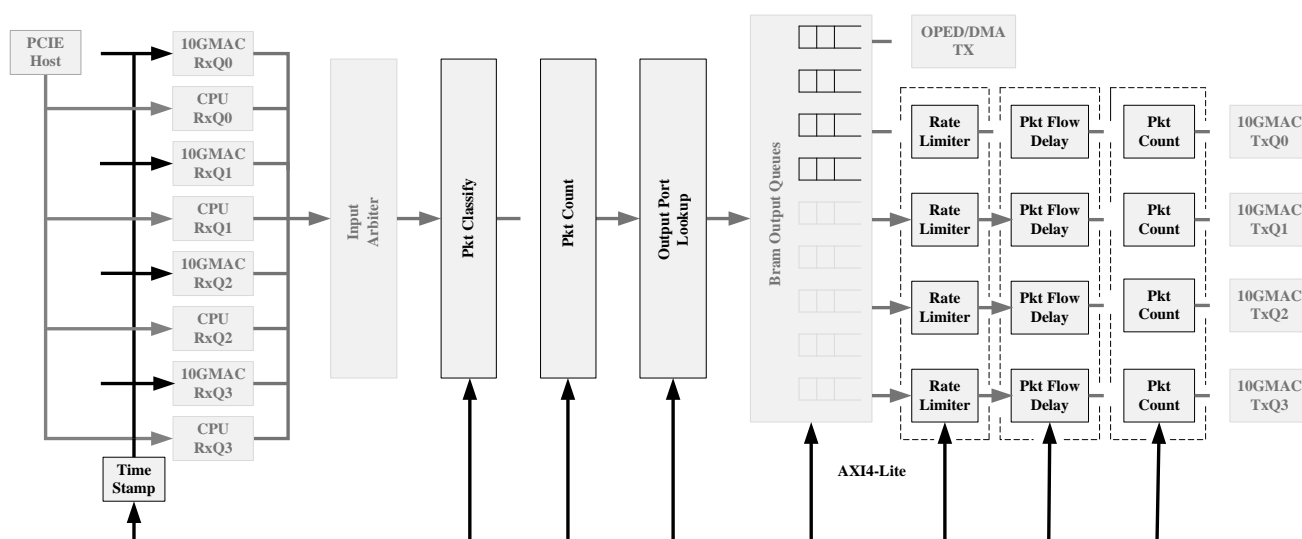 PCIE
Host
10GMAC
RxQ0
CPU
RxQ0
10GMAC
RxQ1
CPU
RxQ1
10GMAC
RxQ2
CPU
RxQ2
10GMAC
RxQ3
CPU
RxQ3
Time
Stamp
Input
Arbiter
Pkt Classify
Pkt Count
Output Port
Lookup
Bram Output Queues
OPED/DMA
TX
Rate
Limiter
Pkt Flow
Delay
Pkt
Count
10GMAC
TxQ0
Rate
Limiter
Pkt Flow
Delay
Pkt
Count
10GMAC
TxQ1
Rate
Limiter
Pkt Flow
Delay
Pkt
Count
10GMAC
TxQ2
Rate
Limiter
Pkt Flow
Delay
Pkt
Count
10GMAC
TxQ3
AXI4-Lite